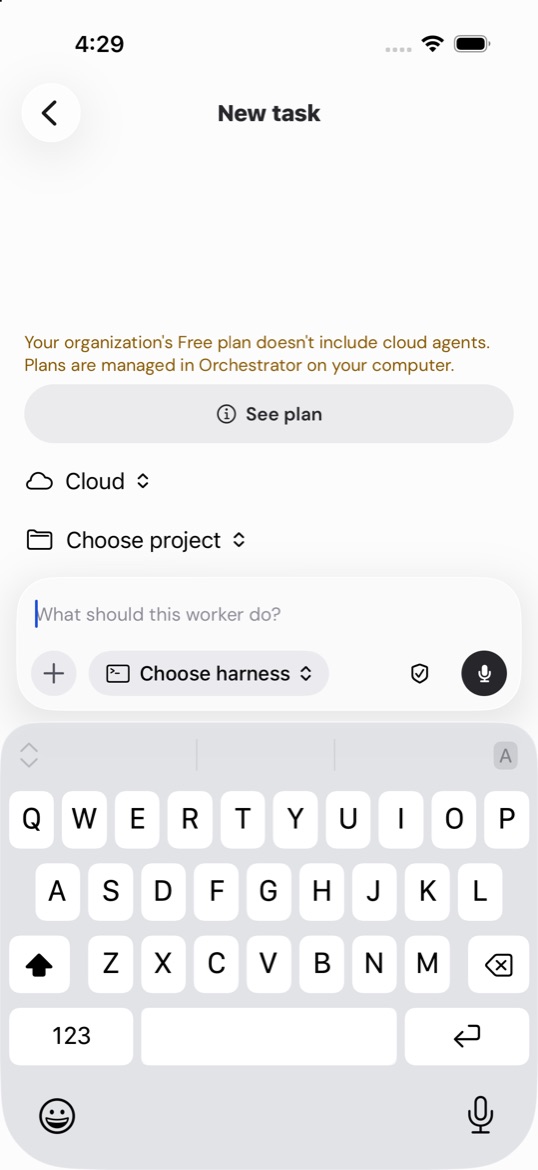 4:29
New task
Your organization's Free plan doesn't include cloud agents.
Plans are managed in Orchestrator on your computer.
See plan
Cloud
Choose project
What should this worker do?
Choose harness
A
Q W E R T Y U I O P
A S D F G H J K L
Z X C V B N M
123